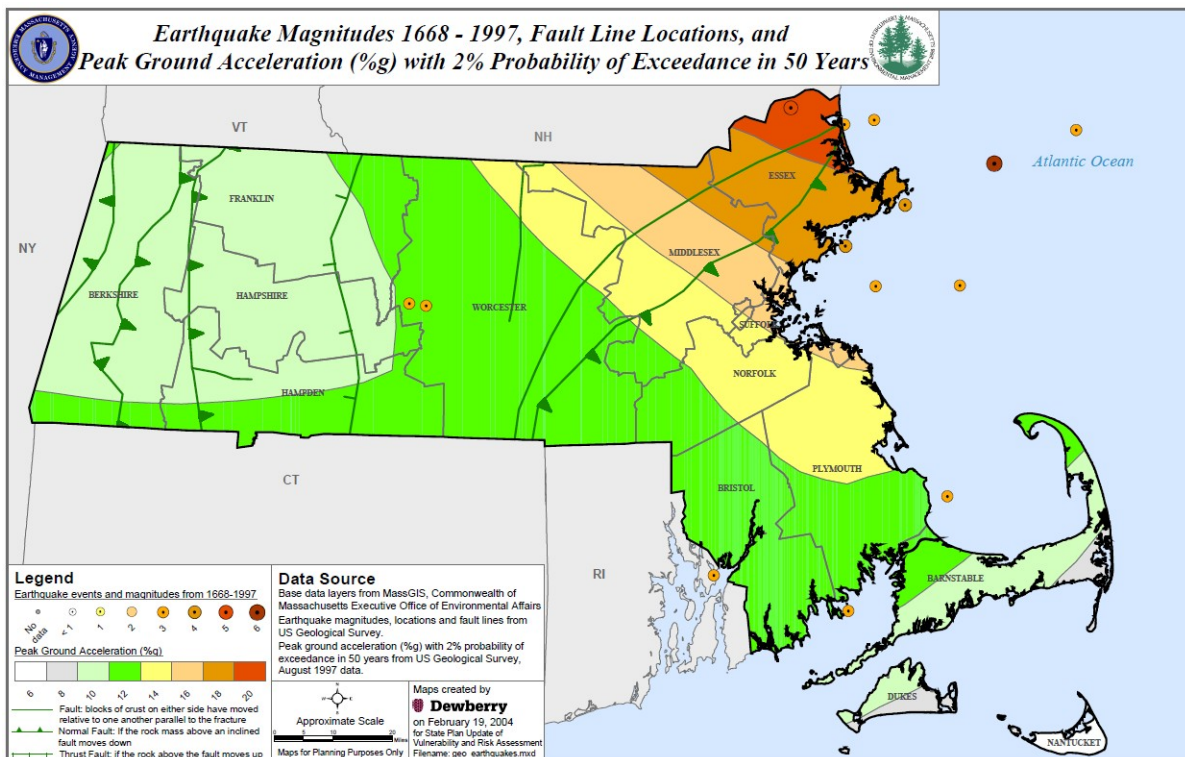 Earthquake Magnitudes 1668 - 1997, Fault Line Locations, and
Peak Ground Acceleration (%g) with 2% Probability of Exceedance in 50 Years
VT
NH
Atlantic Ocean
ESSEX
FRANKLIN
NY
MIDDLESEX
BERKSHIRE
HAMPSHIRE
WORCESTER
SUFFOLK
NORFOLK
HAMPDEN
PLYMOUTH
CT
BRISTOL
RI
BARNSTABLE
DUKES
NANTUCKET
Legend
Earthquake events and magnitudes from 1668-1997
No data
< 1
1
2
3
4
5
6
Peak Ground Acceleration (%g)
6
8
10
12
14
16
18
20
Fault: blocks of crust on either side have moved
relative to one another parallel to the fracture
Normal Fault: If the rock mass above an inclined
fault moves down
Thrust Fault: if the rock above the fault moves up
Data Source
Base data layers from MassGIS, Commonwealth
of Massachusetts Executive Office of Environmental Affairs
Earthquake magnitudes, locations and fault lines from
US Geological Survey.
Peak ground acceleration (%g) with 2% probability of
exceedance in 50 years from US Geological Survey,
August 1997 data.
N
W
E
S
Approximate Scale
0
20
Miles
Maps for Planning Purposes Only
Maps created by
Dewberry
on February 19, 2004
for State Plan Update of
Vulnerability and Risk Assessment
Filename: geo_earthquakes.mxd